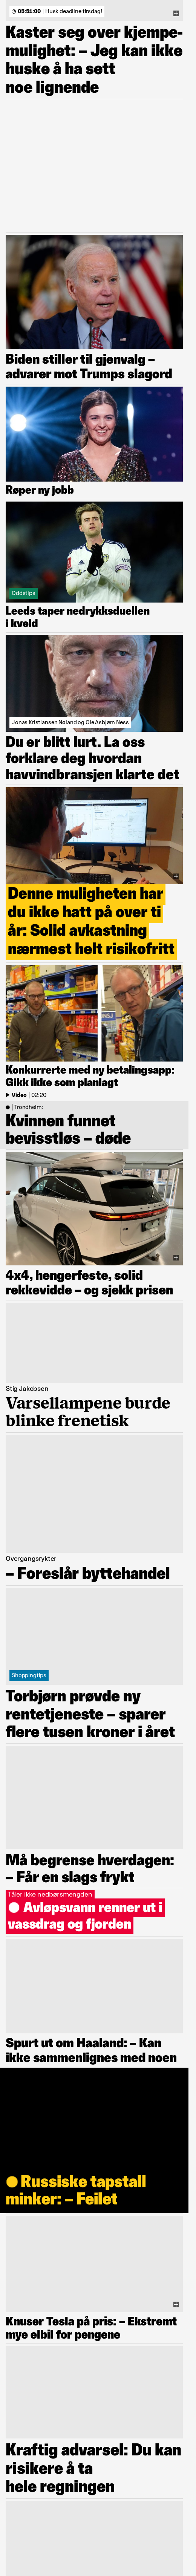 05:51:00 | Husk deadline tirsdag!
Kaster seg over kjempe-
mulighet: – Jeg kan ikke
huske å ha sett
noe lignende
Biden stiller til gjenvalg –
advarer mot Trumps slagord
Røper ny jobb
Oddstips
Leeds taper nedrykksduellen
i kveld
Jonas Kristiansen Nøland og Ole Asbjørn Ness
Du er blitt lurt. La oss
forklare deg hvordan
havvindbransjen klarte det
Denne muligheten har
du ikke hatt på over ti
år: Solid avkastning
nærmest helt risikofritt
Konkurrerte med ny betalingsapp:
Gikk ikke som planlagt
Video | 02:20
| Trondheim:
Kvinnen funnet
bevisstløs – døde
4x4, hengerfeste, solid
rekkevidde – og sjekk prisen
Stig Jakobsen
Varsellampene burde
blinke frenetisk
Overgangsrykter
– Foreslår byttehandel
Shoppingtips
Torbjørn prøvde ny
rentetjeneste – sparer
flere tusen kroner i året
Må begrense hverdagen:
– Får en slags frykt
Tåler ikke nedbørsmengden
Avløpsvann renner ut i
vassdrag og fjorden
Spurt ut om Haaland: – Kan
ikke sammenlignes med noen
Russiske tapstall
minker: – Feilet
Knuser Tesla på pris: – Ekstremt
mye elbil for pengene
Kraftig advarsel: Du kan
risikere å ta
hele regningen